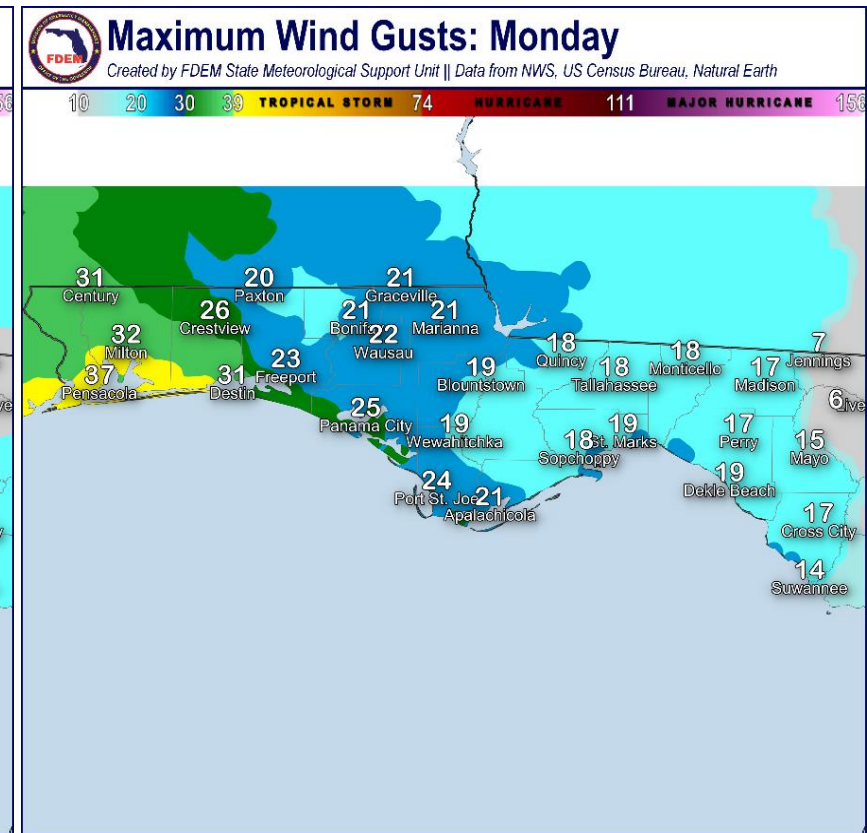 Maximum Wind Gusts: Monday
Created by FDEM State Meteorological Support Unit || Data from NWS, US Census Bureau, Natural Earth
FDEM
10 20 30 39 TROPICAL STORM 74 HURRICANE 111 MAJOR HURRICANE 156
31
Century
20
Paxton
21
Graceville
26
Crestview
21
Bonifa
21
Marianna
32
Milton
22
Wausau
18
Quincy
18
Tallahassee
18
Monticello
7
Jennings
37
Pensacola
31
Destin
23
Freeport
19
Blountstown
17
Madison
6
Live
25
Panama City
19
Wewahitchka
18
Sopchoppy
19
St. Marks
17
Perry
15
Mayo
24
Port St. Joe
21
Apalachicola
19
Dekle Beach
17
Cross City
14
Suwannee